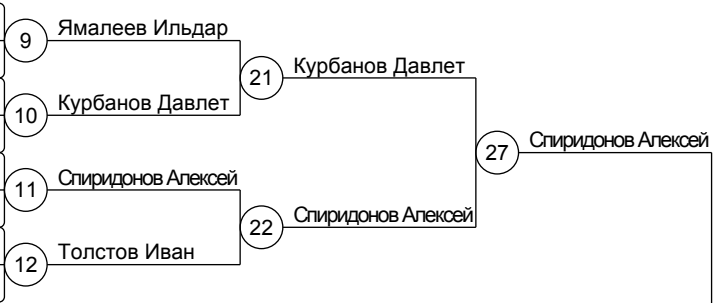 9
Ямалеев Ильдар
21
Курбанов Давлет
10
Курбанов Давлет
27
Спиридонов Алексей
11
Спиридонов Алексей
22
Спиридонов Алексей
12
Толстов Иван